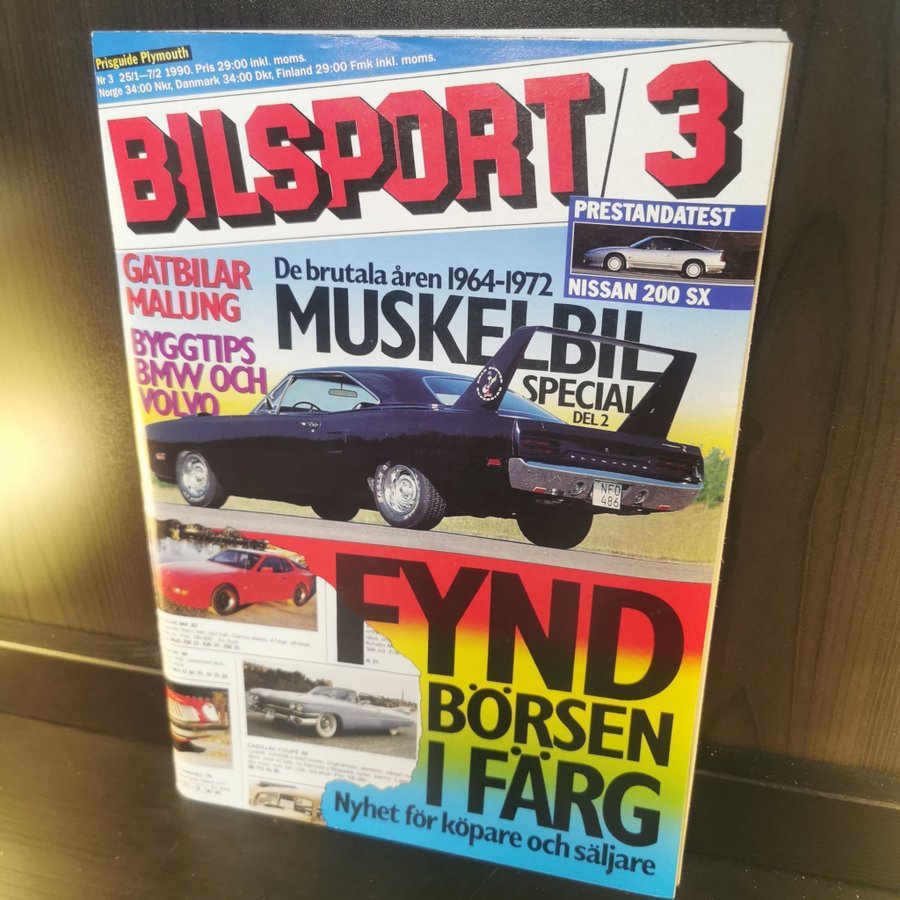 Prisguide Plymouth
Nr 3 25/1—7/2 1990. Pris 29:00 inkl. moms.
Norge 34:00 Nkr, Danmark 34:00 Dkr, Finland 29:00 Fmk inkl. moms.
BILSPORT/3
PRESTANDATEST
NISSAN 200 SX
GATBILAR
MALUNG
De brutala åren 1964-1972
MUSKELBIL
SPECIAL
DEL 2
BYGGTIPS
BMW OCH
VOLVO
PLYMOUTH
NFO
486
FYND
BÖRSEN
I FÄRG
CADILLAC COUPE
Nyhet för köpare och säljare